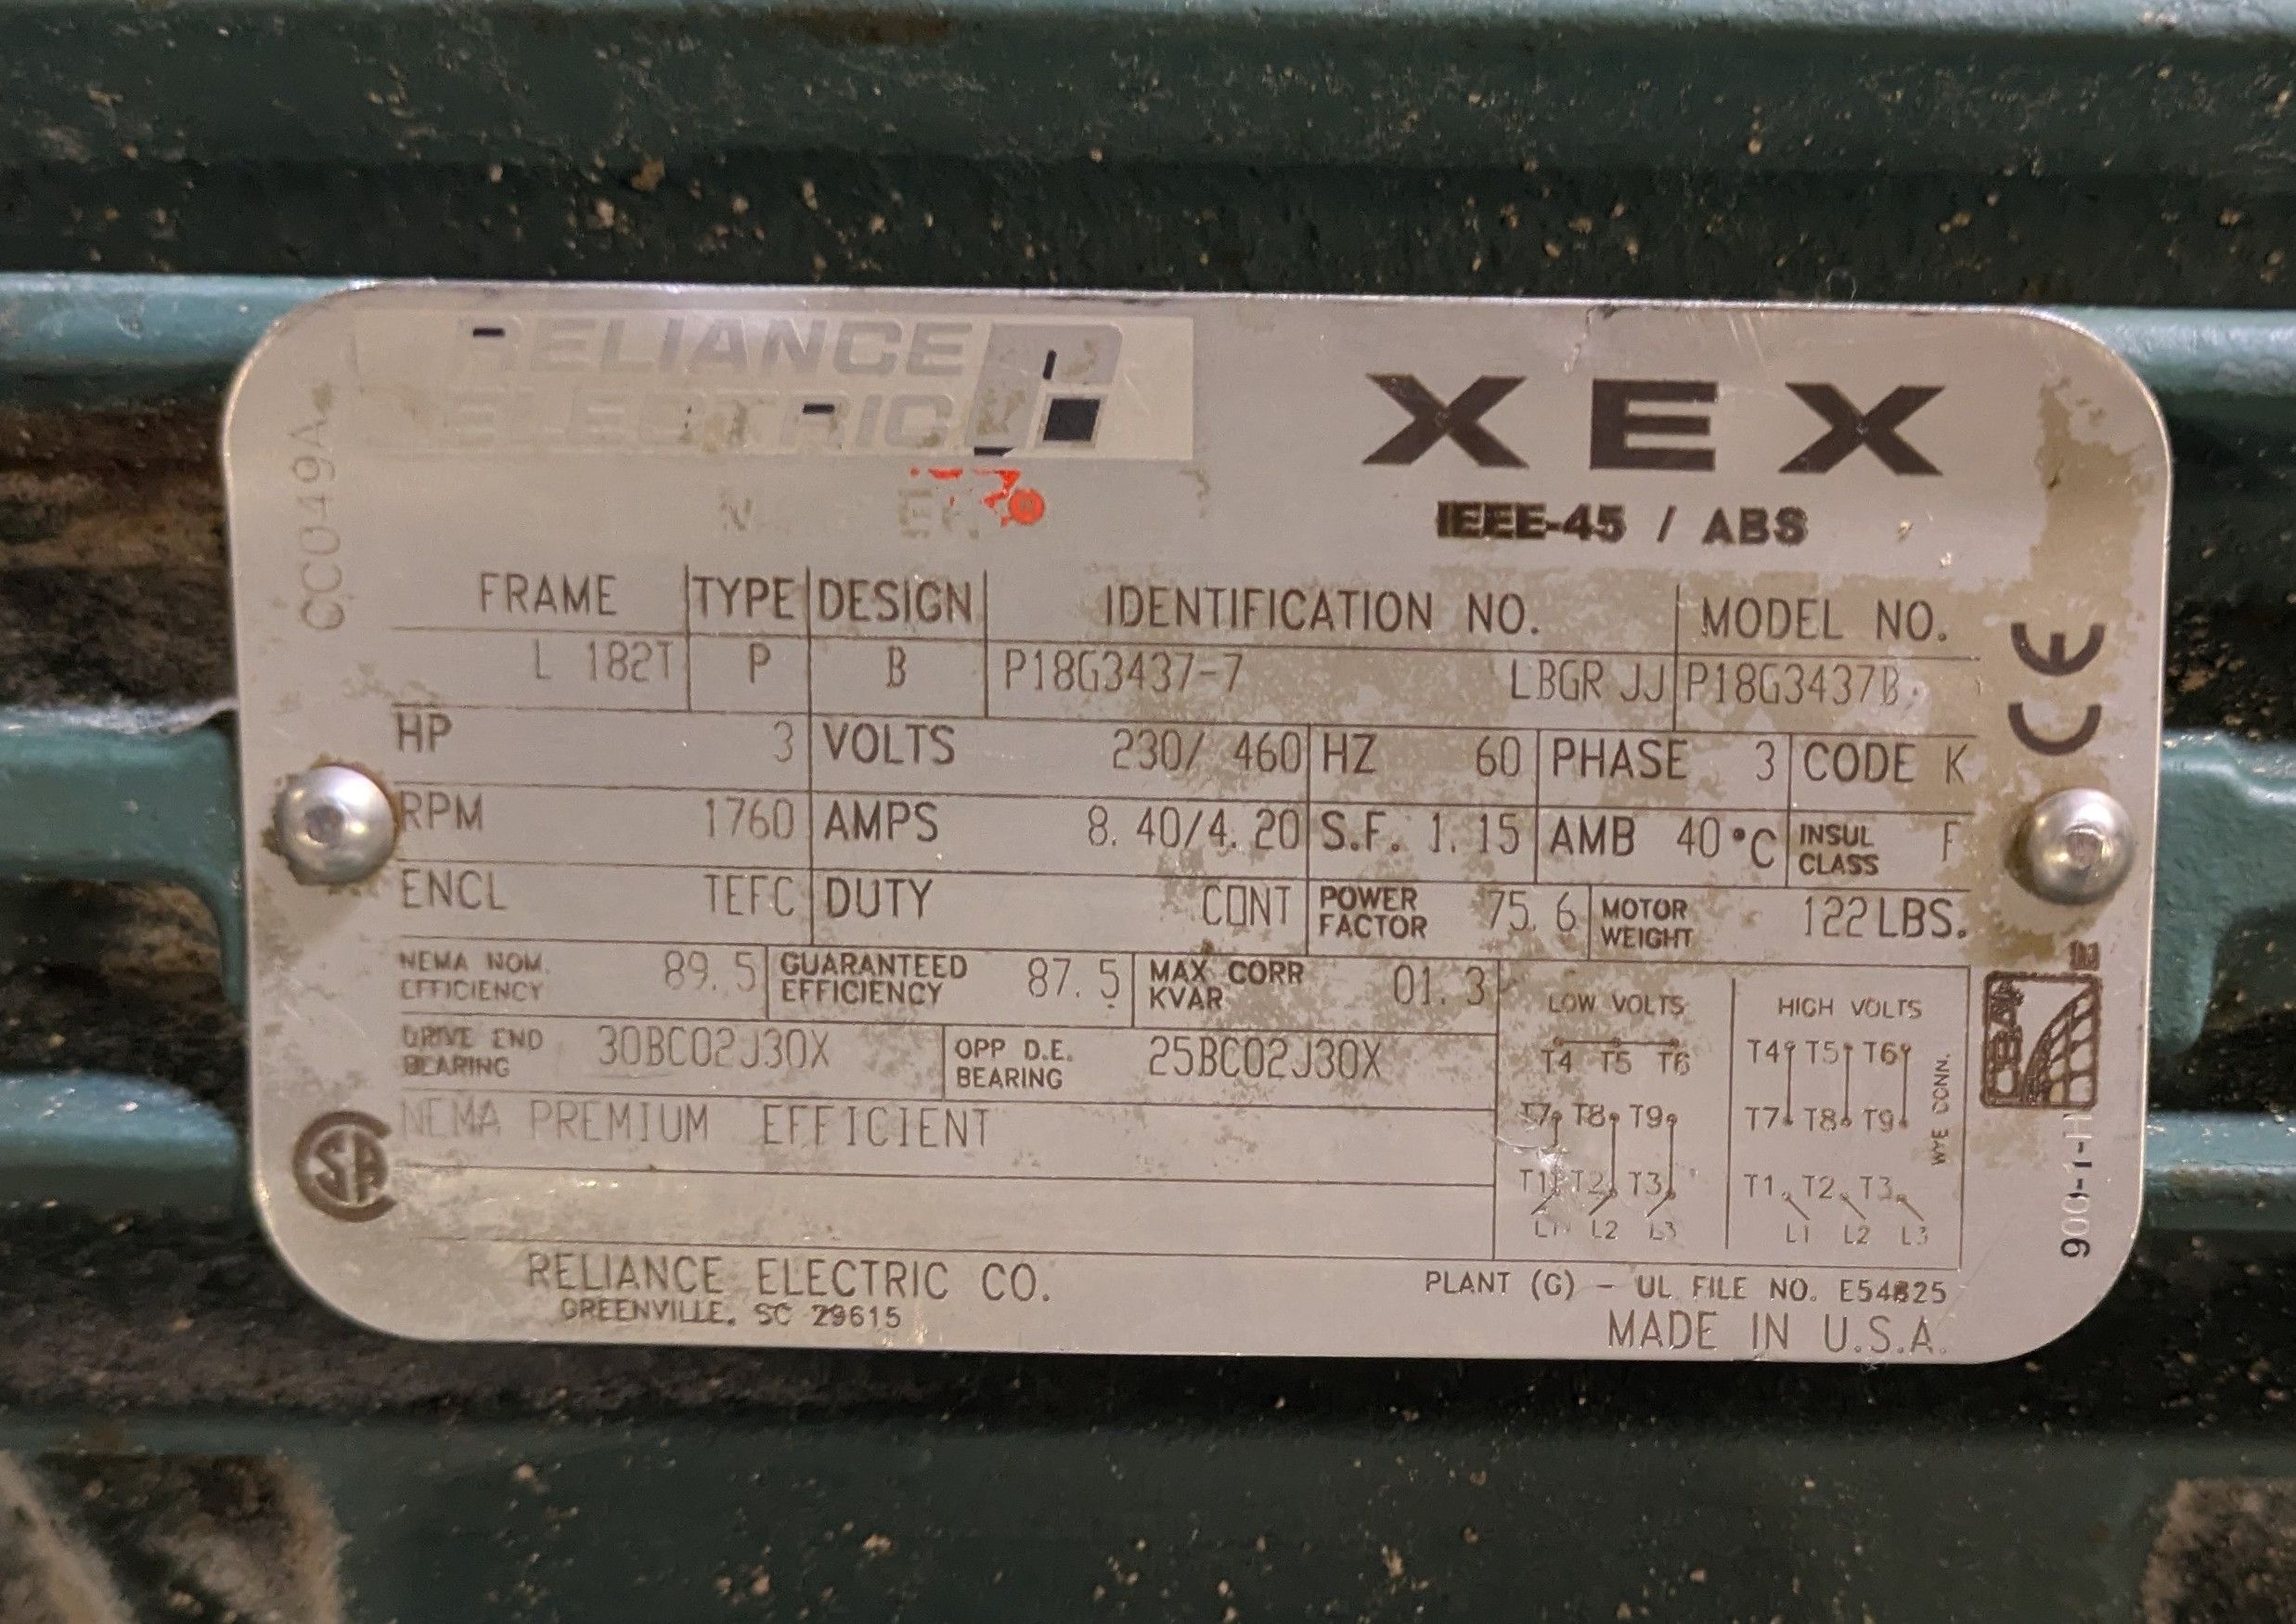 RELIANCE
ELECTRIC
XEX
IEEE-45 / ABS
CC049A
FRAME TYPE DESIGN IDENTIFICATION NO. MODEL NO.
L 182T P B P18G3437-7 LBGR JJ P18G3437B
HP 3 VOLTS 230/ 460 HZ 60 PHASE 3 CODE K
RPM 1760 AMPS 8.40/4.20 S.F. 1.15 AMB 40°C INSUL CLASS F
ENCL TEFC DUTY CONT POWER FACTOR 75.6 MOTOR WEIGHT 122 LBS.
NEMA NOM. EFFICIENCY 89.5 GUARANTEED EFFICIENCY 87.5 MAX CORR KVAR 01.3
DRIVE END BEARING 30BC02J30X OPP D.E. BEARING 25BC02J30X
NEMA PREMIUM EFFICIENT
LOW VOLTS HIGH VOLTS
T4 T5 T6 T4 T5 T6
T7 T8 T9 T7 T8 T9
T1 T2 T3 T1 T2 T3
L1 L2 L3 L1 L2 L3
WYE CONN.
CE
CSA
RELIANCE ELECTRIC CO.
GREENVILLE, SC 29615
PLANT (G) - UL FILE NO.
MADE IN U.S.A.